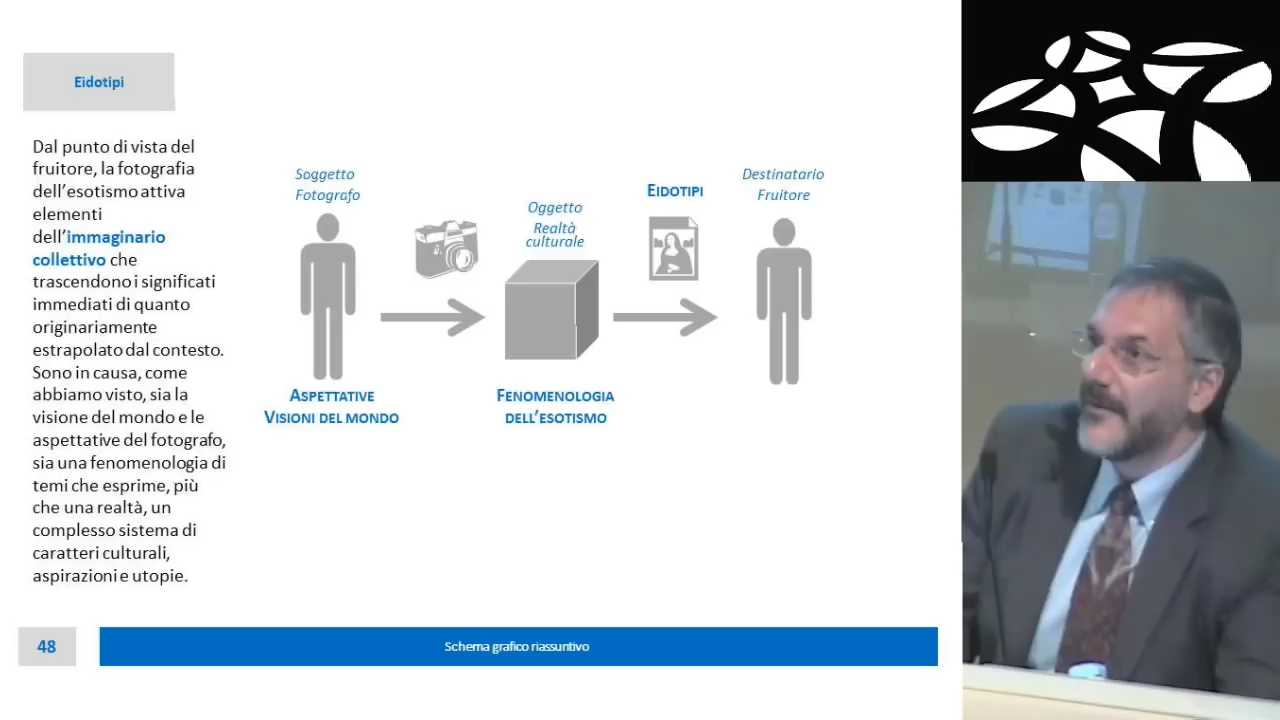 Eidotipi
Dal punto di vista del
fruitore, la fotografia
dell'esotismo attiva
elementi
dell'immaginario
collettivo che
trascendono i significati
immediati di quanto
originariamente
estrapolato dal contesto.
Sono in causa, come
abbiamo visto, sia la
visione del mondo e le
aspettative del fotografo,
sia una fenomenologia di
temi che esprime, più
che una realtà, un
complesso sistema di
caratteri culturali,
aspirazioni e utopie.
Soggetto
Fotografo
ASPETTATIVE
VISIONI DEL MONDO
Oggetto
Realtà
culturale
FENOMENOLOGIA
DELL'ESOTISMO
EIDOTIPI
Destinatario
Fruitore
48
Schema grafico riassuntivo